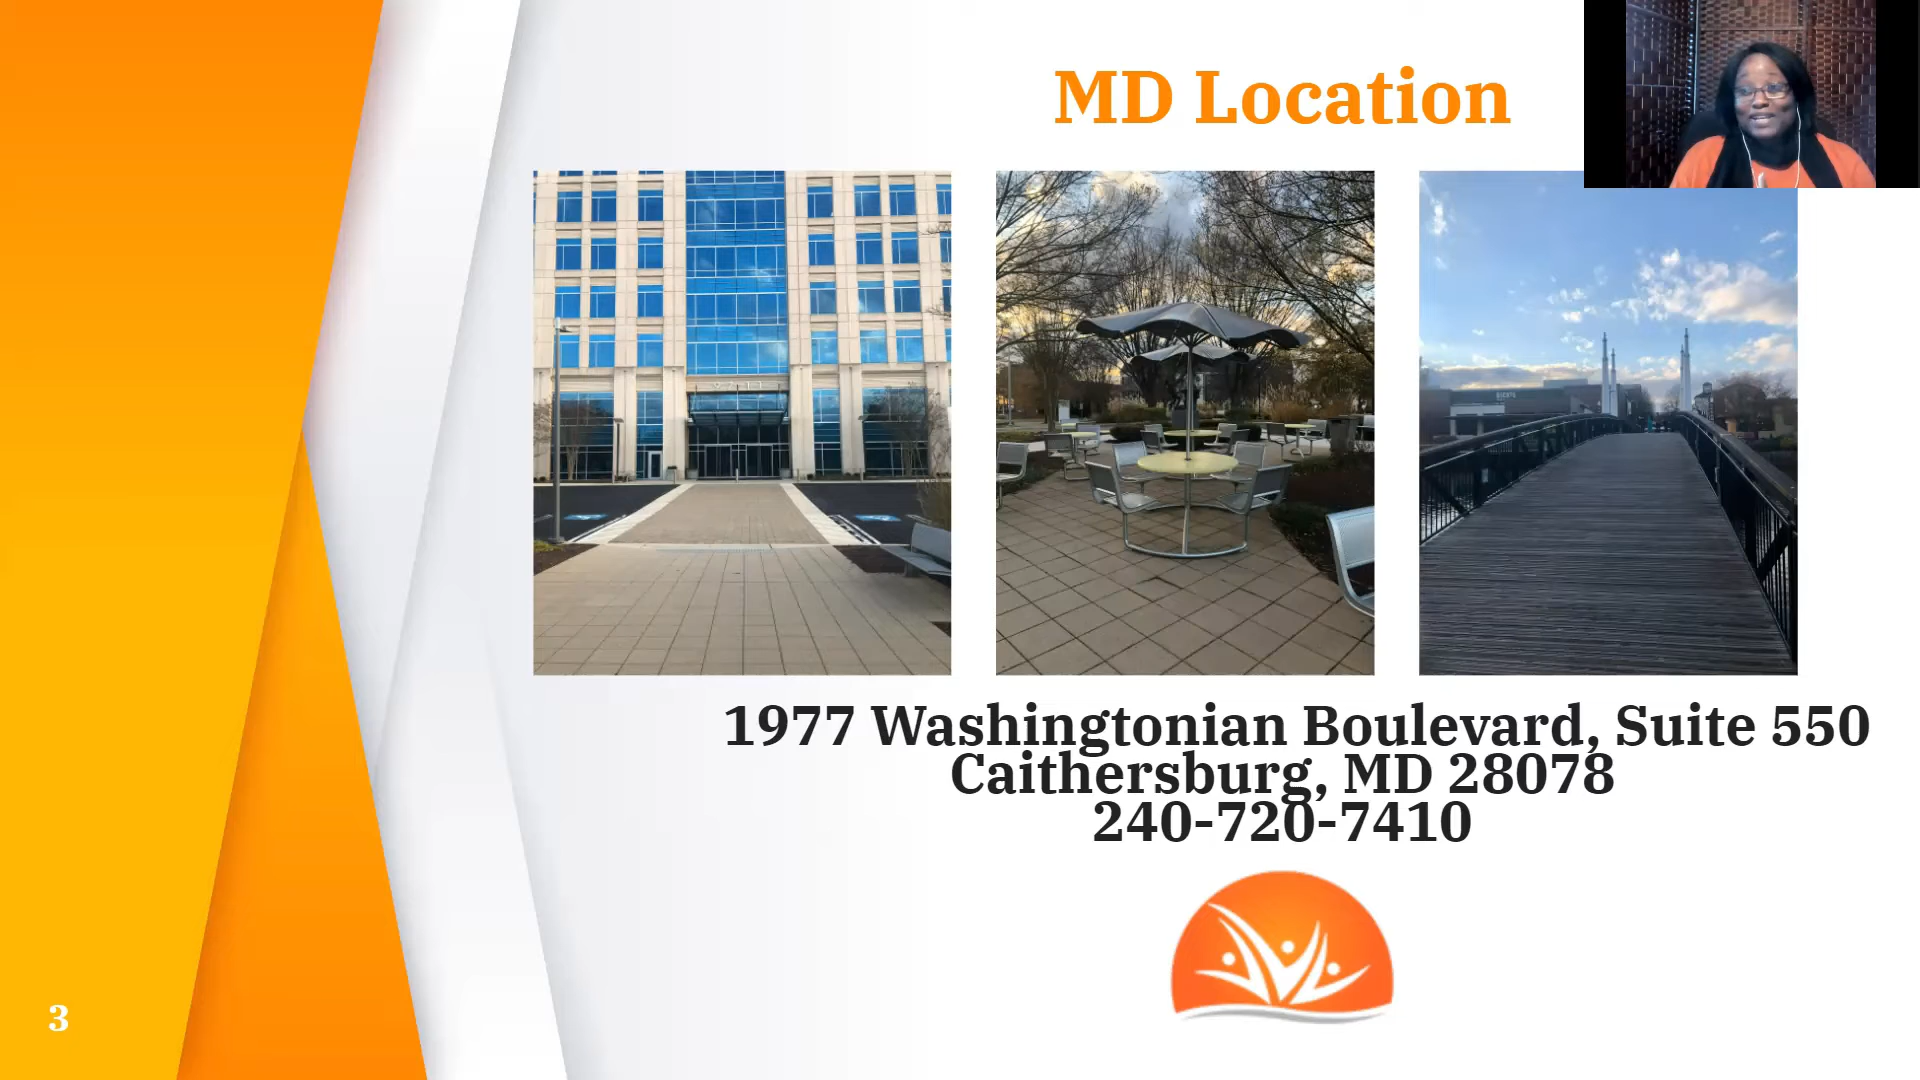 MD Location
1977 Washingtonian Boulevard, Suite 550
Caithersburg, MD 28078
240-720-7410
3